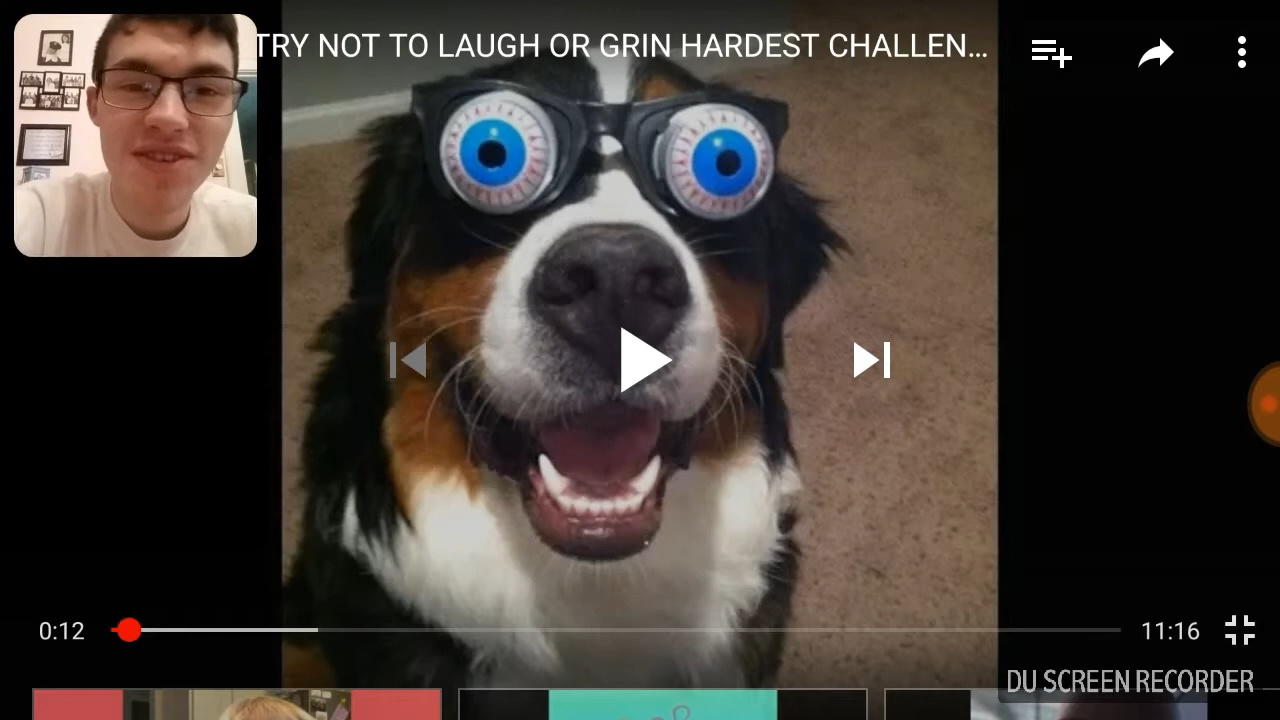 TRY NOT TO LAUGH OR GRIN HARDEST CHALLEN...
0:12
11:16
DU SCREEN RECORDER